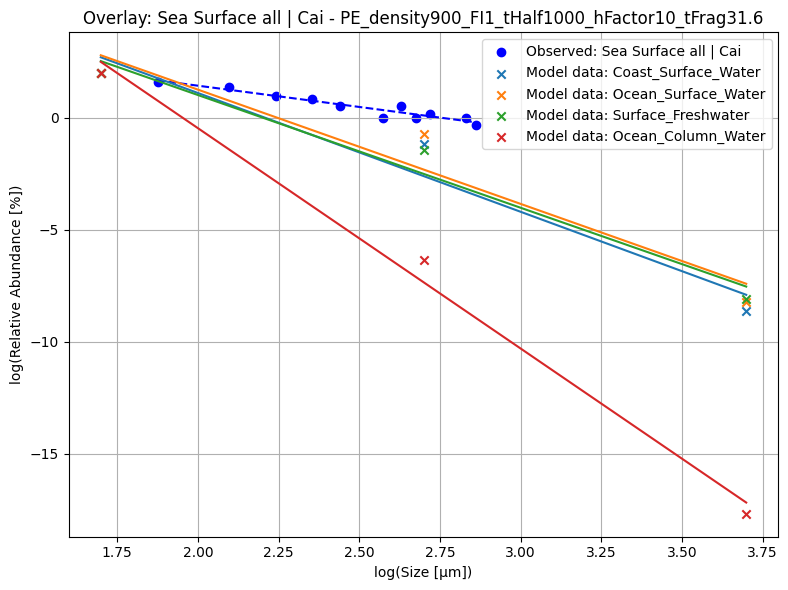 Overlay: Sea Surface all | Cai - PE_density900_FI1_tHalf1000_hFactor10_tFrag31.6
Observed: Sea Surface all | Cai
Model data: Coast_Surface_Water
Model data: Ocean_Surface_Water
Model data: Surface_Freshwater
Model data: Ocean_Column_Water
log(Relative Abundance [%])
0
−5
−10
−15
1.75 2.00 2.25 2.50 2.75 3.00 3.25 3.50 3.75
log(Size [μm])